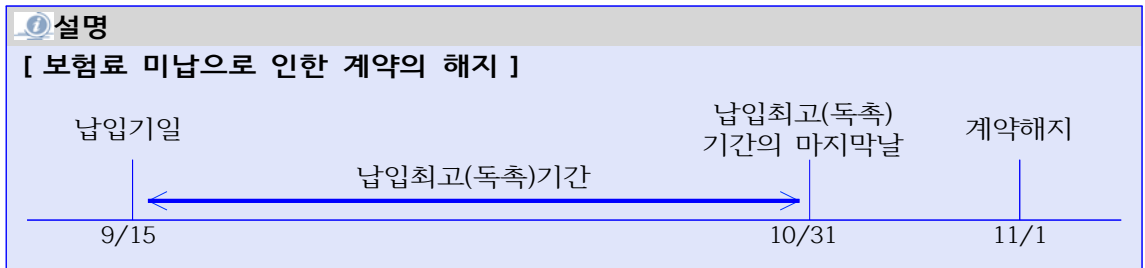 설명
[ 보험료 미납으로 인한 계약의 해지 ]
납입기일
납입최고(독촉)
기간의 마지막날
계약해지
납입최고(독촉)기간
9/15
10/31
11/1